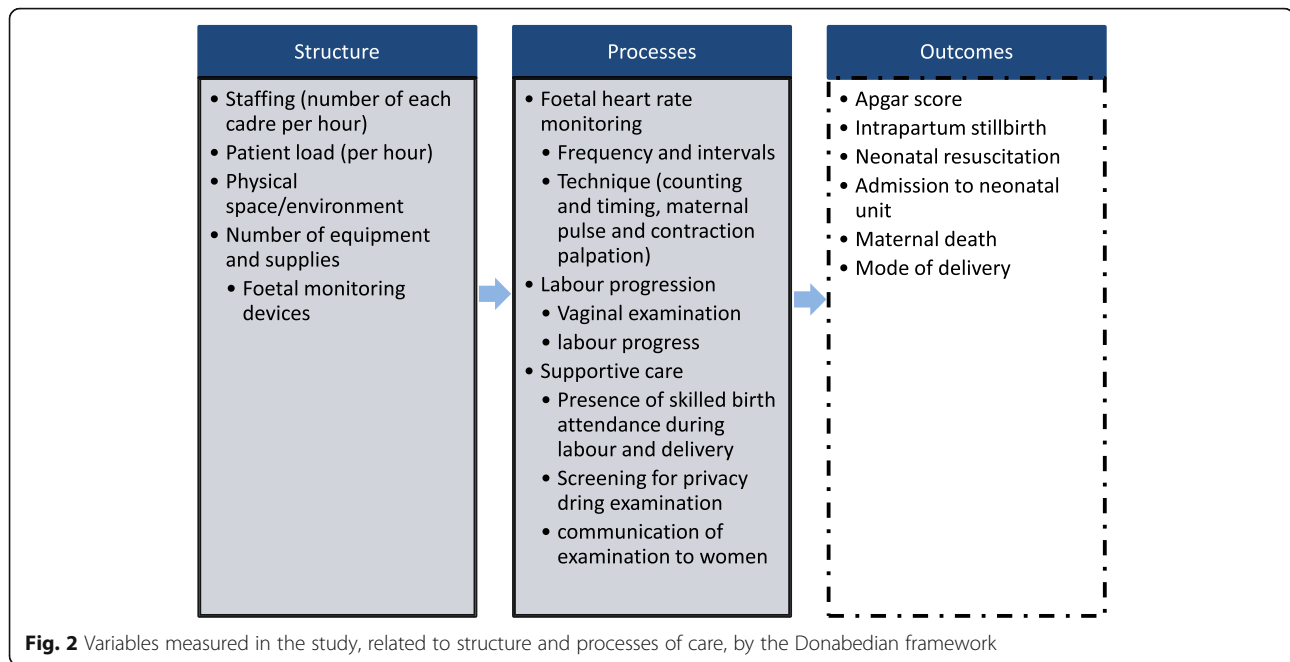 Structure
• Staffing (number of each
cadre per hour)
• Patient load (per hour)
• Physical
space/environment
• Number of equipment
and supplies
• Foetal monitoring
devices
Processes
• Foetal heart rate
monitoring
• Frequency and intervals
• Technique (counting
and timing, maternal
pulse and contraction
palpation)
• Labour progression
• Vaginal examination
• labour progress
• Supportive care
• Presence of skilled birth
attendance during
labour and delivery
• Screening for privacy
dring examination
• communication of
examination to women
Outcomes
• Apgar score
• Intrapartum stillbirth
• Neonatal resuscitation
• Admission to neonatal
unit
• Maternal death
• Mode of delivery
Fig. 2 Variables measured in the study, related to structure and processes of care, by the Donabedian framework